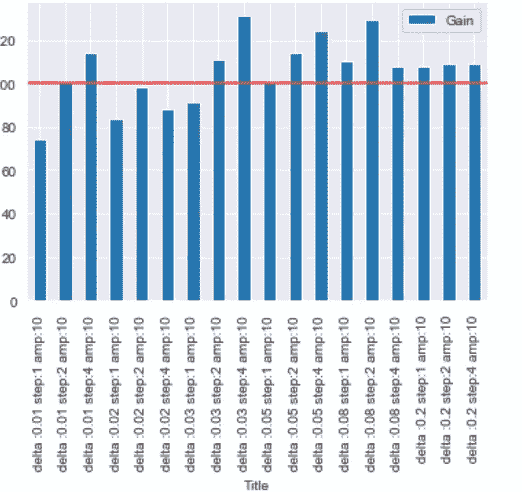 Gain
20
00
80
60
40
20
0
delta :0.01 step:1 amp:10
delta :0.01 step:2 amp:10
delta :0.01 step:4 amp:10
delta :0.02 step:1 amp:10
delta :0.02 step:2 amp:10
delta :0.02 step:4 amp:10
delta :0.03 step:1 amp:10
delta :0.03 step:2 amp:10
delta :0.03 step:4 amp:10
delta :0.05 step:1 amp:10
delta :0.05 step:2 amp:10
delta :0.05 step:4 amp:10
delta :0.08 step:1 amp:10
delta :0.08 step:2 amp:10
delta :0.08 step:4 amp:10
delta :0.2 step:1 amp:10
delta :0.2 step:2 amp:10
delta :0.2 step:4 amp:10
Title